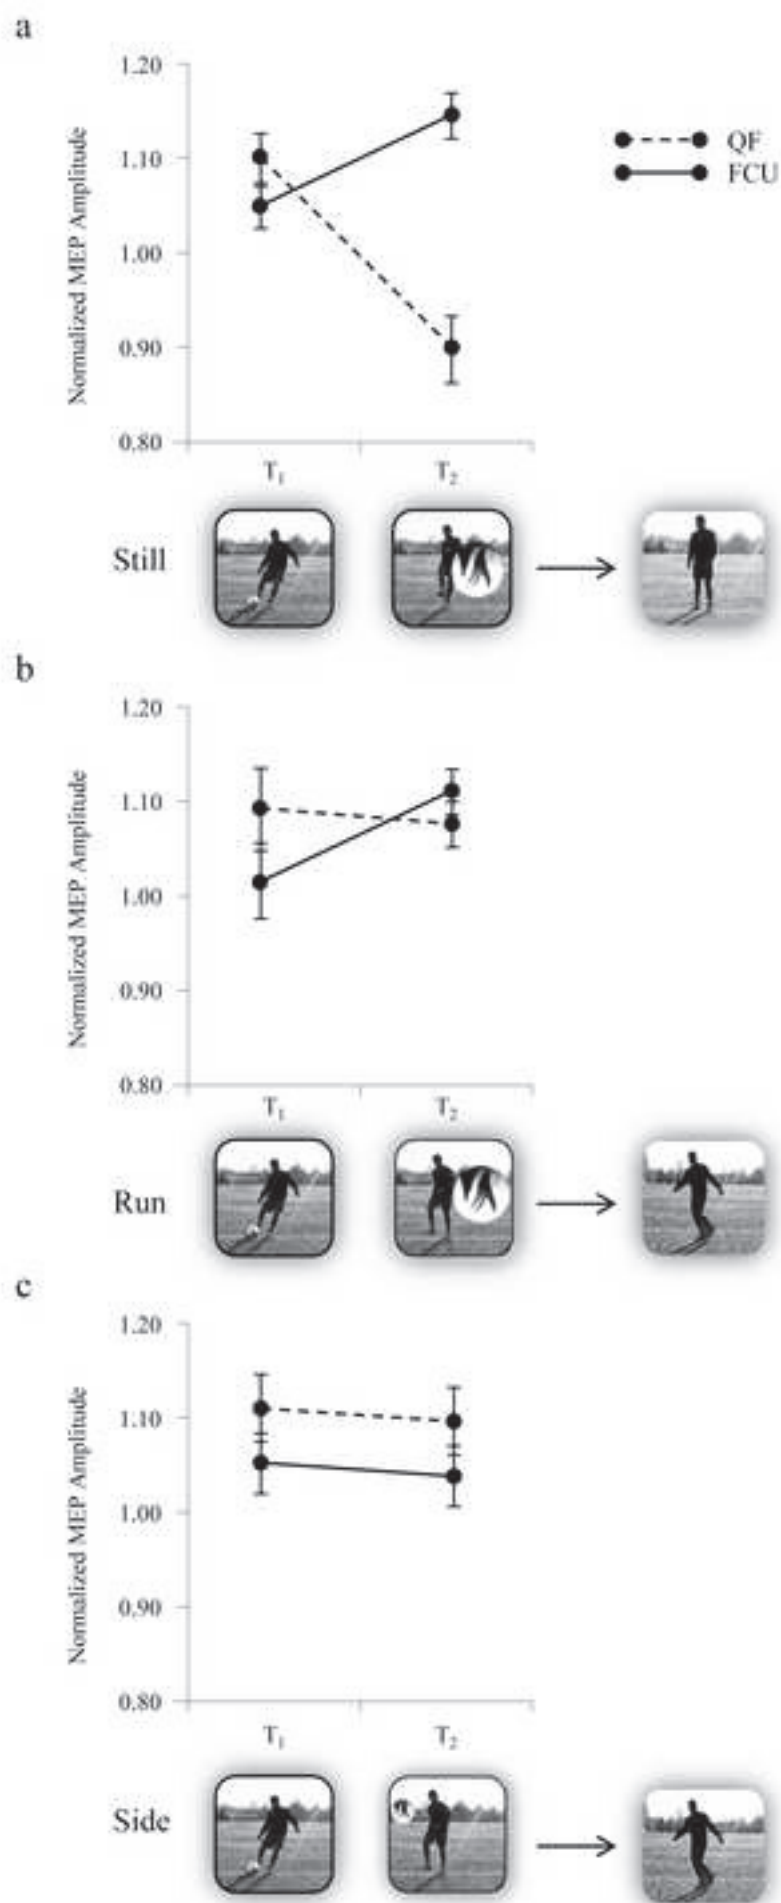 a
1.20
1.10
1.00
0.90
0.80
Normalized MEP Amplitude
QF
FCU
T₁ T₂
Still
b
1.20
1.10
1.00
0.90
0.80
Normalized MEP Amplitude
T₁ T₂
Run
c
1.20
1.10
1.00
0.90
0.80
Normalized MEP Amplitude
T₁ T₂
Side